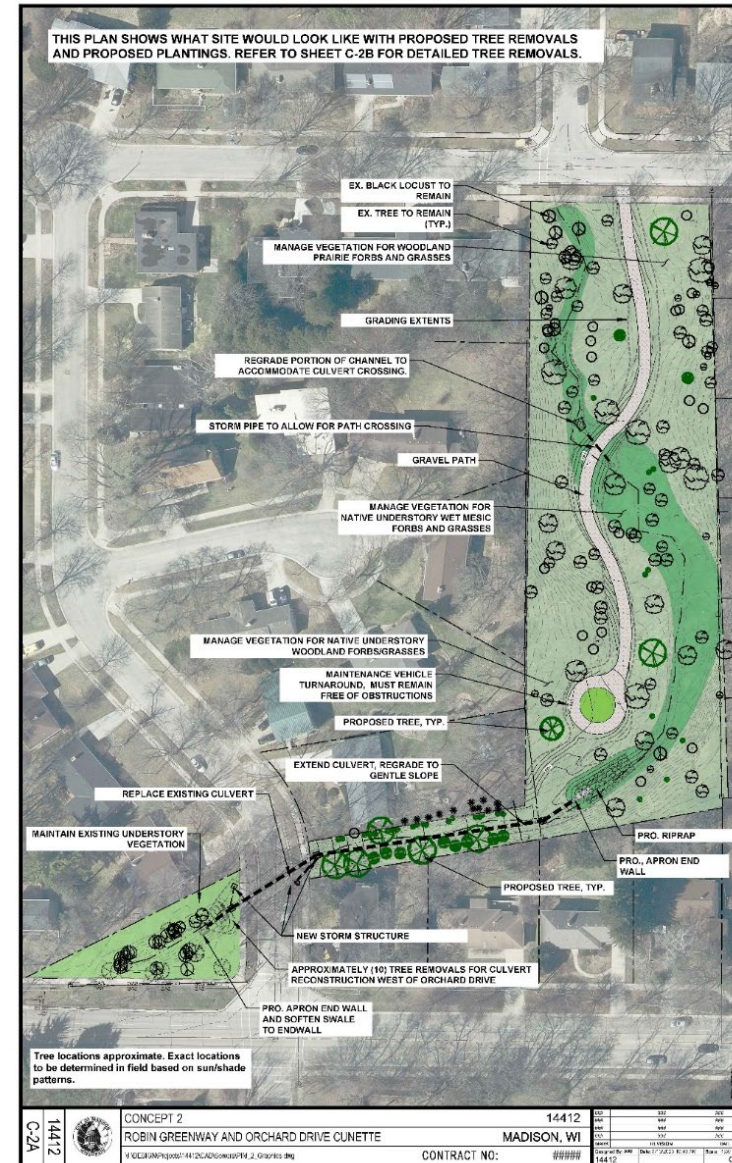 THIS PLAN SHOWS WHAT SITE WOULD LOOK LIKE WITH PROPOSED TREE REMOVALS
AND PROPOSED PLANTINGS. REFER TO SHEET C-2B FOR DETAILED TREE REMOVALS.
EX. BLACK LOCUST TO
REMAIN
EX. TREE TO REMAIN
(TYP.)
MANAGE VEGETATION FOR WOODLAND
PRAIRIE FORBS AND GRASSES
GRADING EXTENTS
REGRADE PORTION OF CHANNEL TO
ACCOMMODATE CULVERT CROSSING.
STORM PIPE TO ALLOW FOR PATH CROSSING
GRAVEL PATH
MANAGE VEGETATION FOR
NATIVE UNDERSTORY WET MESIC
FORBS AND GRASSES
MANAGE VEGETATION FOR NATIVE UNDERSTORY
WOODLAND FORBS/GRASSES
MAINTENANCE VEHICLE
TURNAROUND, MUST REMAIN
FREE OF OBSTRUCTIONS
PROPOSED TREE, TYP.
EXTEND CULVERT, REGRADE TO
GENTLE SLOPE
REPLACE EXISTING CULVERT
MAINTAIN EXISTING UNDERSTORY
VEGETATION
PRO. RIPRAP
PRO., APRON END
WALL
PROPOSED TREE, TYP.
NEW STORM STRUCTURE
APPROXIMATELY (10) TREE REMOVALS FOR CULVERT
RECONSTRUCTION WEST OF ORCHARD DRIVE
PRO. APRON END WALL
AND SOFTEN SWALE
TO ENDWALL
Tree locations approximate. Exact locations
to be determined in field based on sun/shade
patterns.
C-2A
14412
CONCEPT 2
14412
ROBIN GREENWAY AND ORCHARD DRIVE CUNETTE
MADISON, WI
CONTRACT NO:
#####
14412